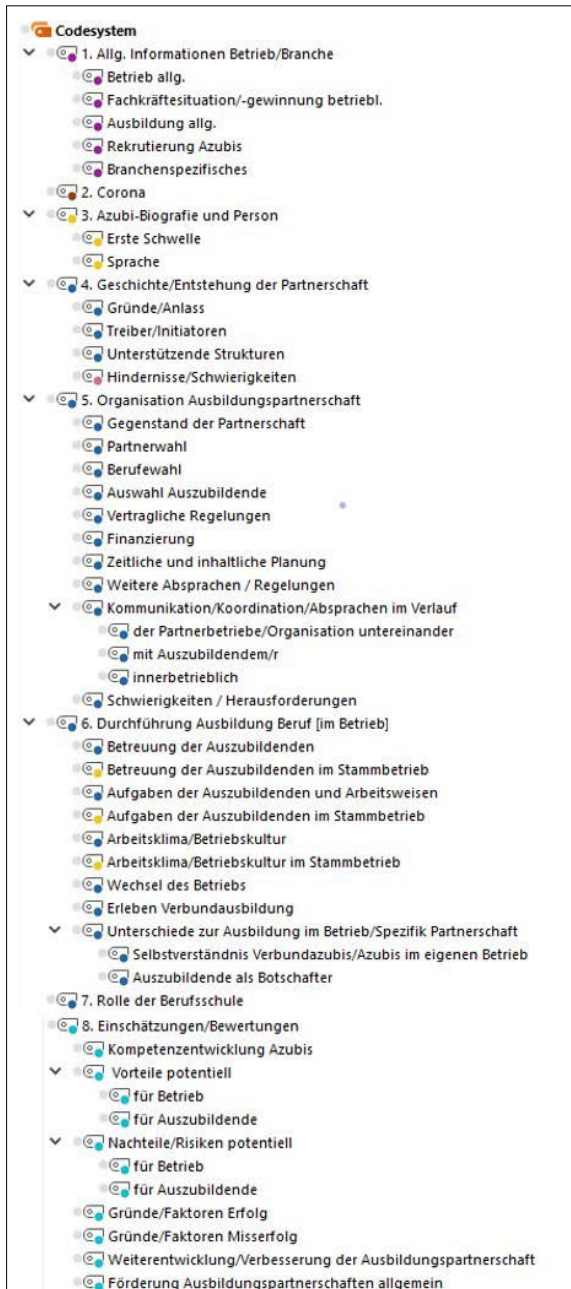 Codesystem
1. Allg. Informationen Betrieb/Branche
Betrieb allg.
Fachkräftesituation/-gewinnung betriebl.
Ausbildung allg.
Rekrutierung Azubis
Branchenspezifisches
2. Corona
3. Azubi-Biografie und Person
Erste Schwelle
Sprache
4. Geschichte/Entstehung der Partnerschaft
Gründe/Anlass
Treiber/Initiatoren
Unterstützende Strukturen
Hindernisse/Schwierigkeiten
5. Organisation Ausbildungspartnerschaft
Gegenstand der Partnerschaft
Partnerwahl
Berufewahl
Auswahl Auszubildende
Vertragliche Regelungen
Finanzierung
Zeitliche und inhaltliche Planung
Weitere Absprachen / Regelungen
Kommunikation/Koordination/Absprachen im Verlauf
der Partnerbetriebe/Organisation untereinander
mit Auszubildendem/r
innerbetrieblich
Schwierigkeiten / Herausforderungen
6. Durchführung Ausbildung Beruf [im Betrieb]
Betreuung der Auszubildenden
Betreuung der Auszubildenden im Stammbetrieb
Aufgaben der Auszubildenden und Arbeitsweisen
Aufgaben der Auszubildenden im Stammbetrieb
Arbeitsklima/Betriebskultur
Arbeitsklima/Betriebskultur im Stammbetrieb
Wechsel des Betriebs
Erleben Verbundausbildung
Unterschiede zur Ausbildung im Betrieb/Spezifik Partnerschaft
Selbstverständnis Verbundazubis/Azubis im eigenen Betrieb
Auszubildende als Botschafter
7. Rolle der Berufsschule
8. Einschätzungen/Bewertungen
Kompetenzentwicklung Azubis
Vorteile potentiell
für Betrieb
für Auszubildende
Nachteile/Risiken potentiell
für Betrieb
für Auszubildende
Gründe/Faktoren Erfolg
Gründe/Faktoren Misserfolg
Weiterentwicklung/Verbesserung der Ausbildungspartnerschaft
Förderung Ausbildungspartnerschaften allgemein